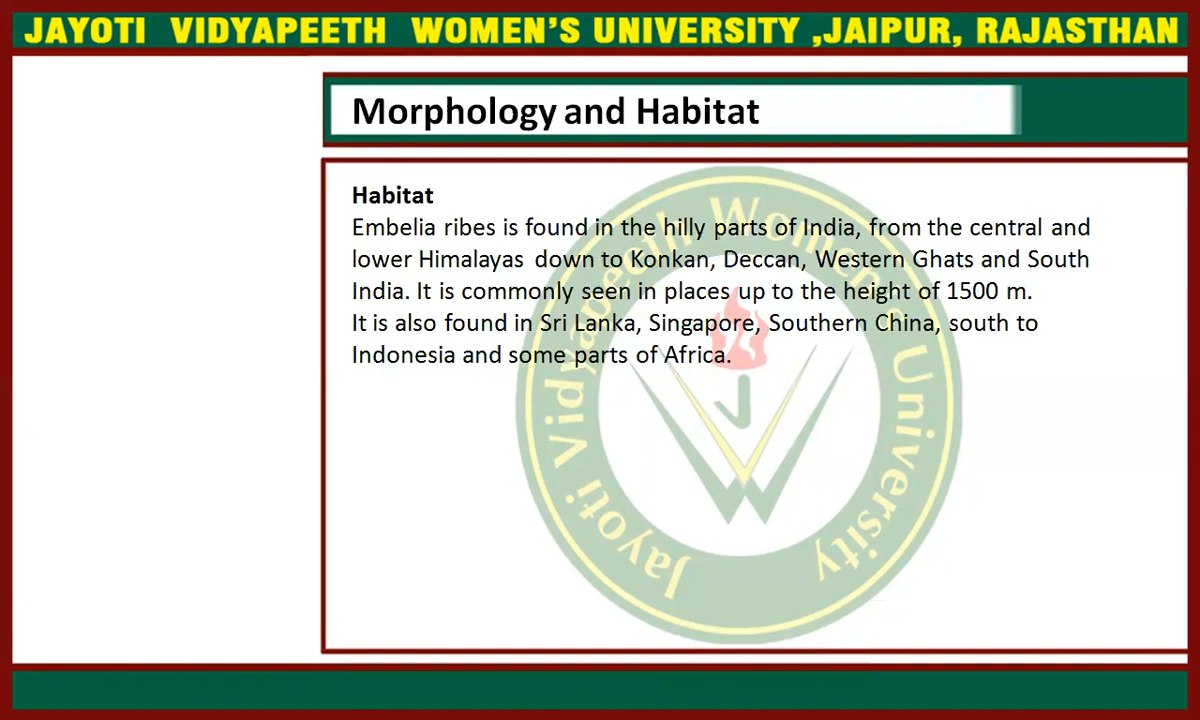 JAYOTI VIDYAPEETH WOMEN'S UNIVERSITY ,JAIPUR, RAJASTHAN
Morphology and Habitat
Habitat
Embelia ribes is found in the hilly parts of India, from the central and
lower Himalayas down to Konkan, Deccan, Western Ghats and South
India. It is commonly seen in places up to the height of 1500 m.
It is also found in Sri Lanka, Singapore, Southern China, south to
Indonesia and some parts of Africa.
Jayoti Vidyapeeth Women's University
J